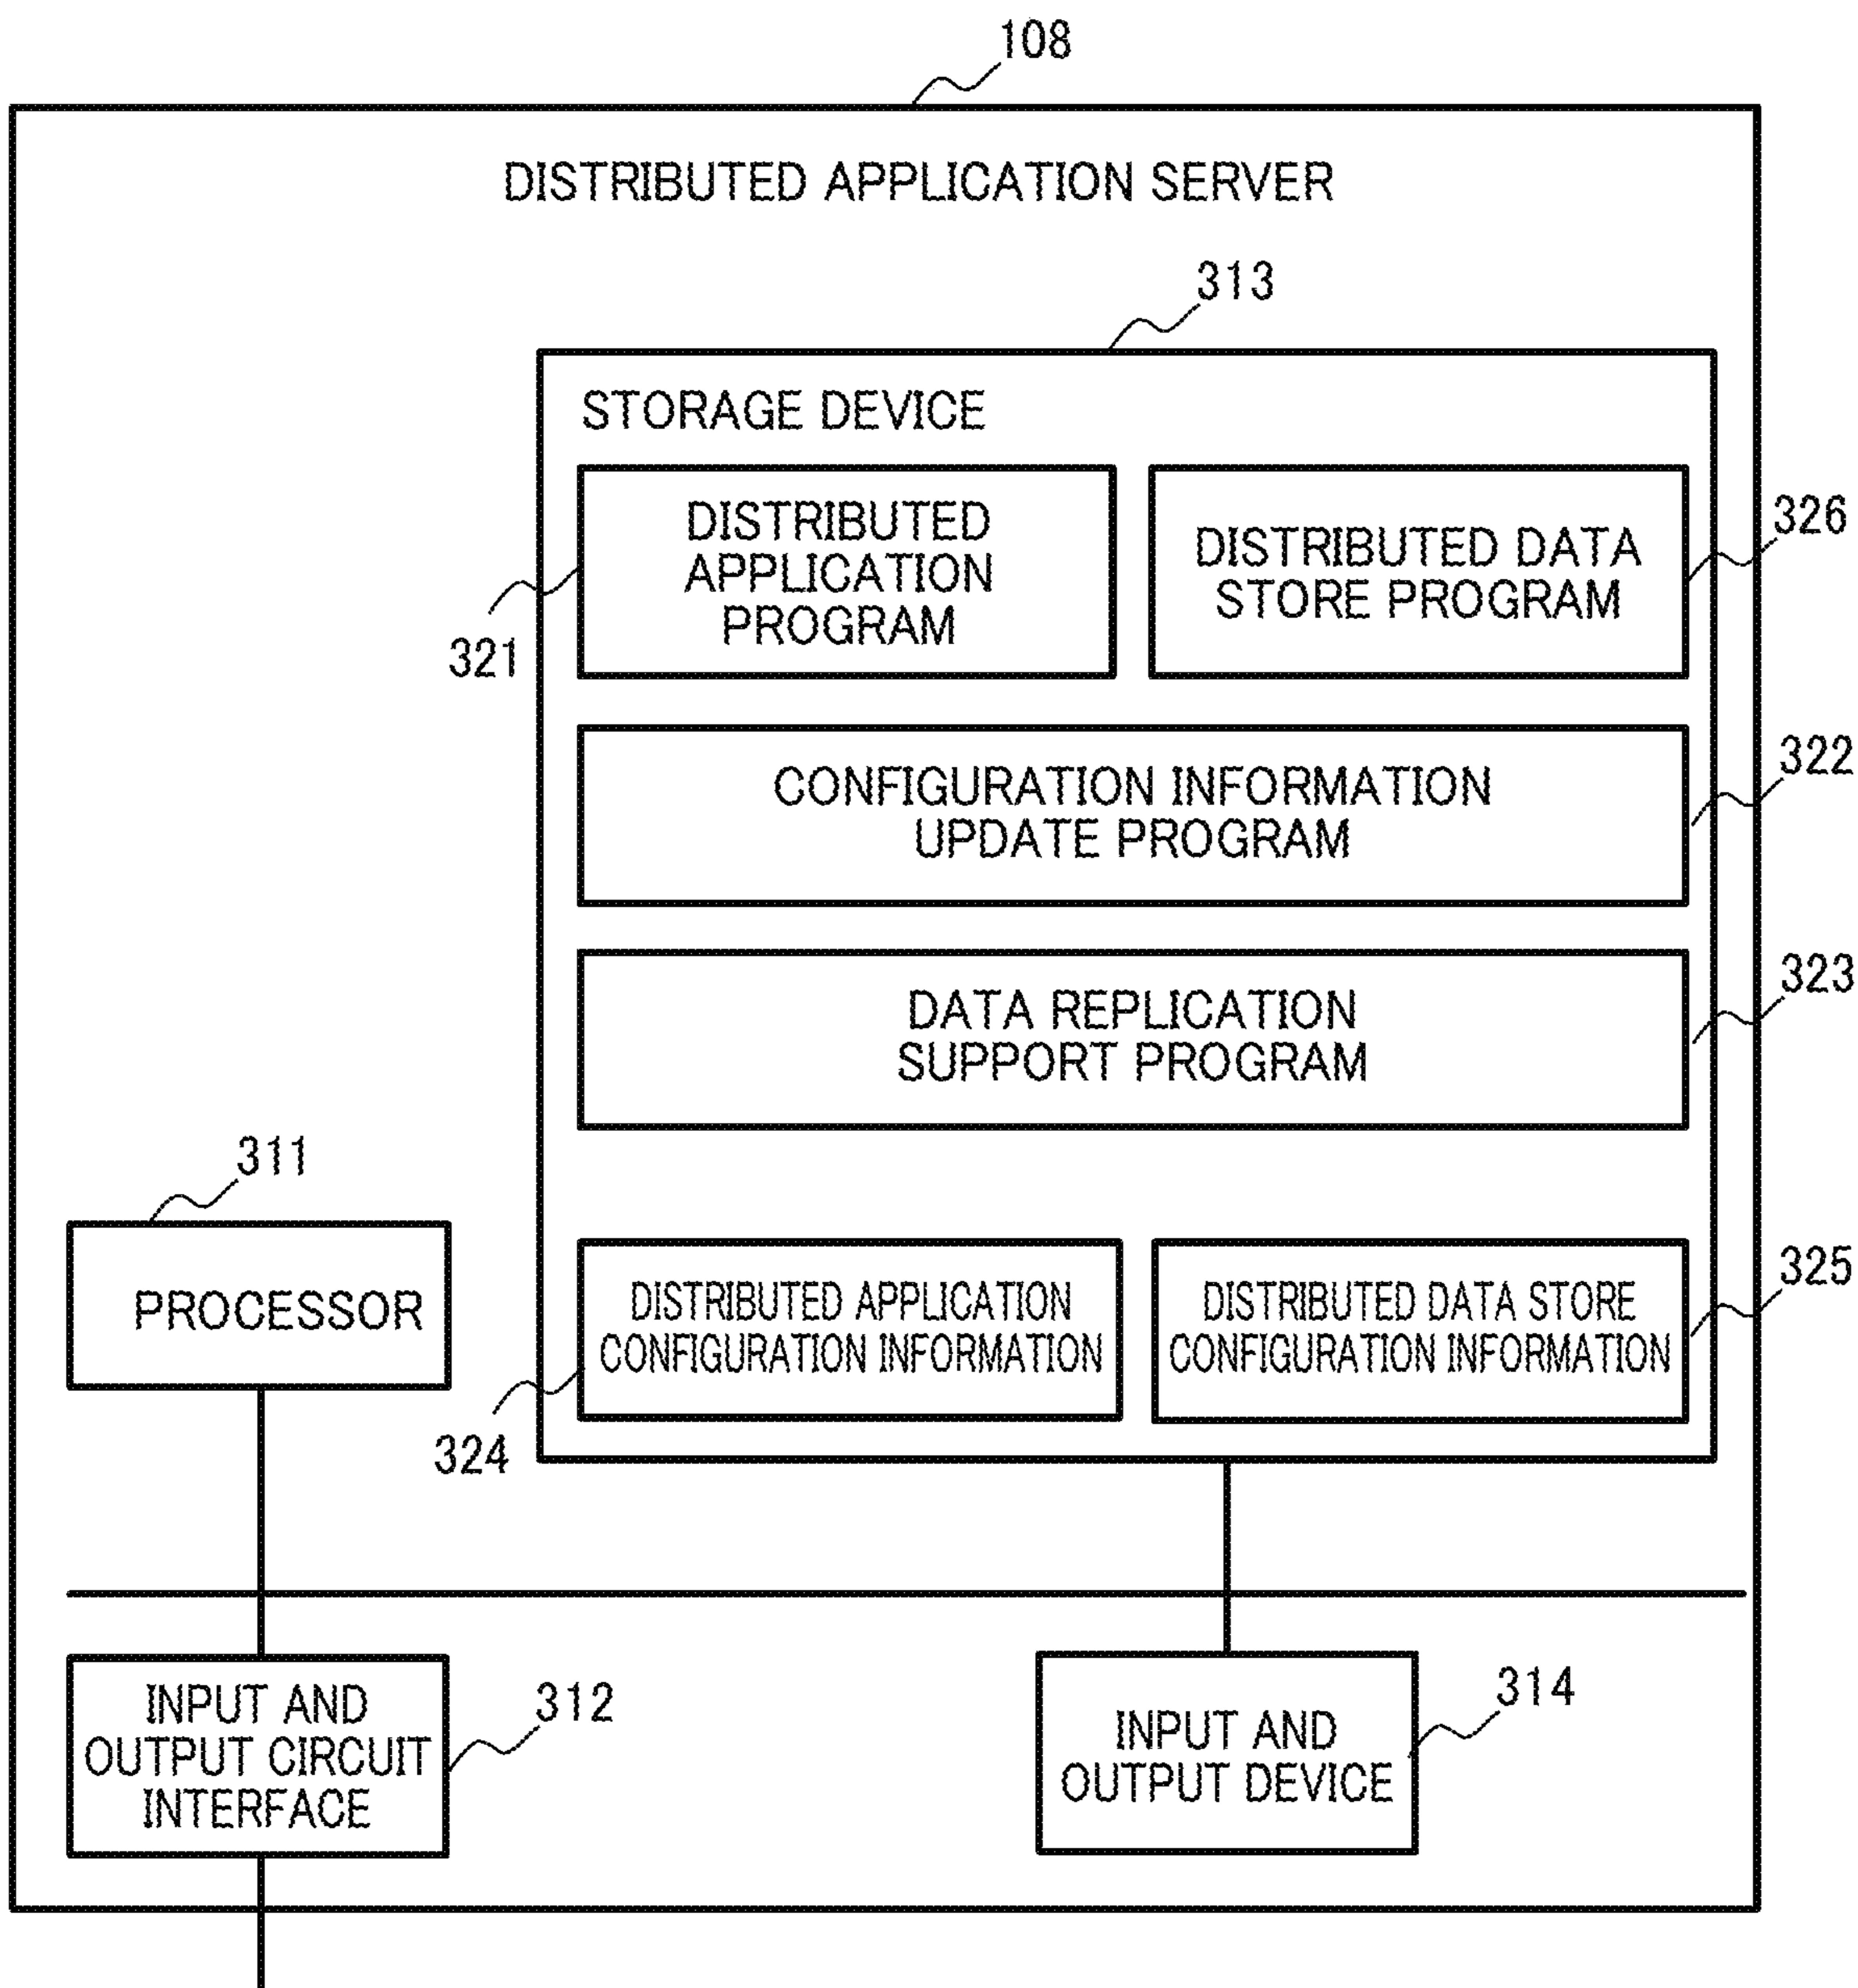 108
DISTRIBUTED APPLICATION SERVER
313
STORAGE DEVICE
DISTRIBUTED
APPLICATION
PROGRAM
321
DISTRIBUTED DATA
STORE PROGRAM
326
CONFIGURATION INFORMATION
UPDATE PROGRAM
322
DATA REPLICATION
SUPPORT PROGRAM
323
311
PROCESSOR
DISTRIBUTED APPLICATION
CONFIGURATION INFORMATION
324
DISTRIBUTED DATA STORE
CONFIGURATION INFORMATION
325
INPUT AND
OUTPUT CIRCUIT
INTERFACE
312
INPUT AND
OUTPUT DEVICE
314